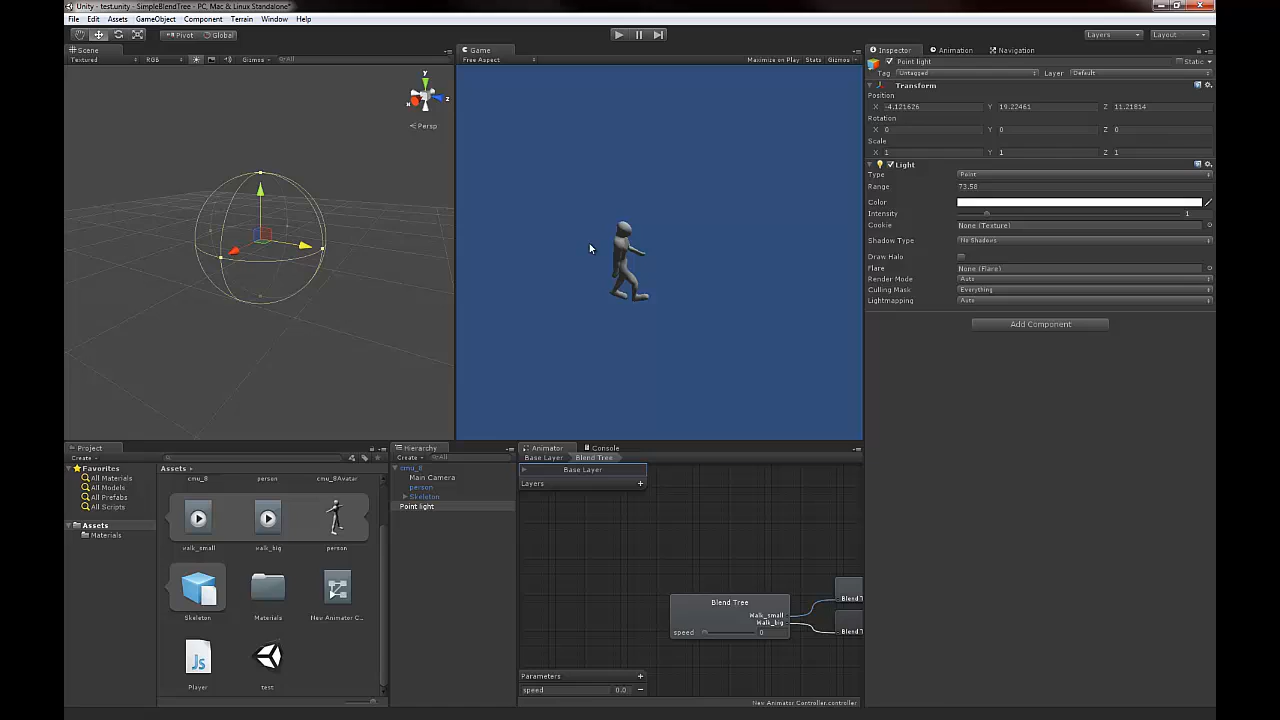 Unity - test.unity - SimpleBlendTree - PC, Mac & Linux Standalone*
File Edit Assets GameObject Component Terrain Window Help
Pivot Global Layers Layout
Scene
Textured RGB Gizmos All
y
x z
Persp
Game
Free Aspect Maximize on Play Stats Gizmos
Inspector Animation Navigation
Point light Static
Tag Untagged Layer Default
Transform
Position
X -4.121626 Y 19.22461 Z 11.21814
Rotation
X 0 Y 0 Z 0
Scale
X 1 Y 1 Z 1
Light
Type Point
Range 73.58
Color
Intensity 1
Cookie None (Texture)
Shadow Type No Shadows
Draw Halo
Flare None (Flare)
Render Mode Auto
Culling Mask Everything
Lightmapping Auto
Add Component
Project
Create
Favorites
All Materials
All Models
All Prefabs
All Scripts
Assets
Materials
Assets
cmu_8 person cmu_8Avatar
walk_small walk_big person
Skeleton Materials New Animator C...
Js
Player test
Hierarchy
Create All
cmu_8
Main Camera
person
Skeleton
Point light
Animator Console
Base Layer Blend Tree
Base Layer
Layers
Blend Tree
Walk_small
Walk_big
speed 0
Blend T
Blend T
Parameters
speed 0.0
New Animator Controller.controller